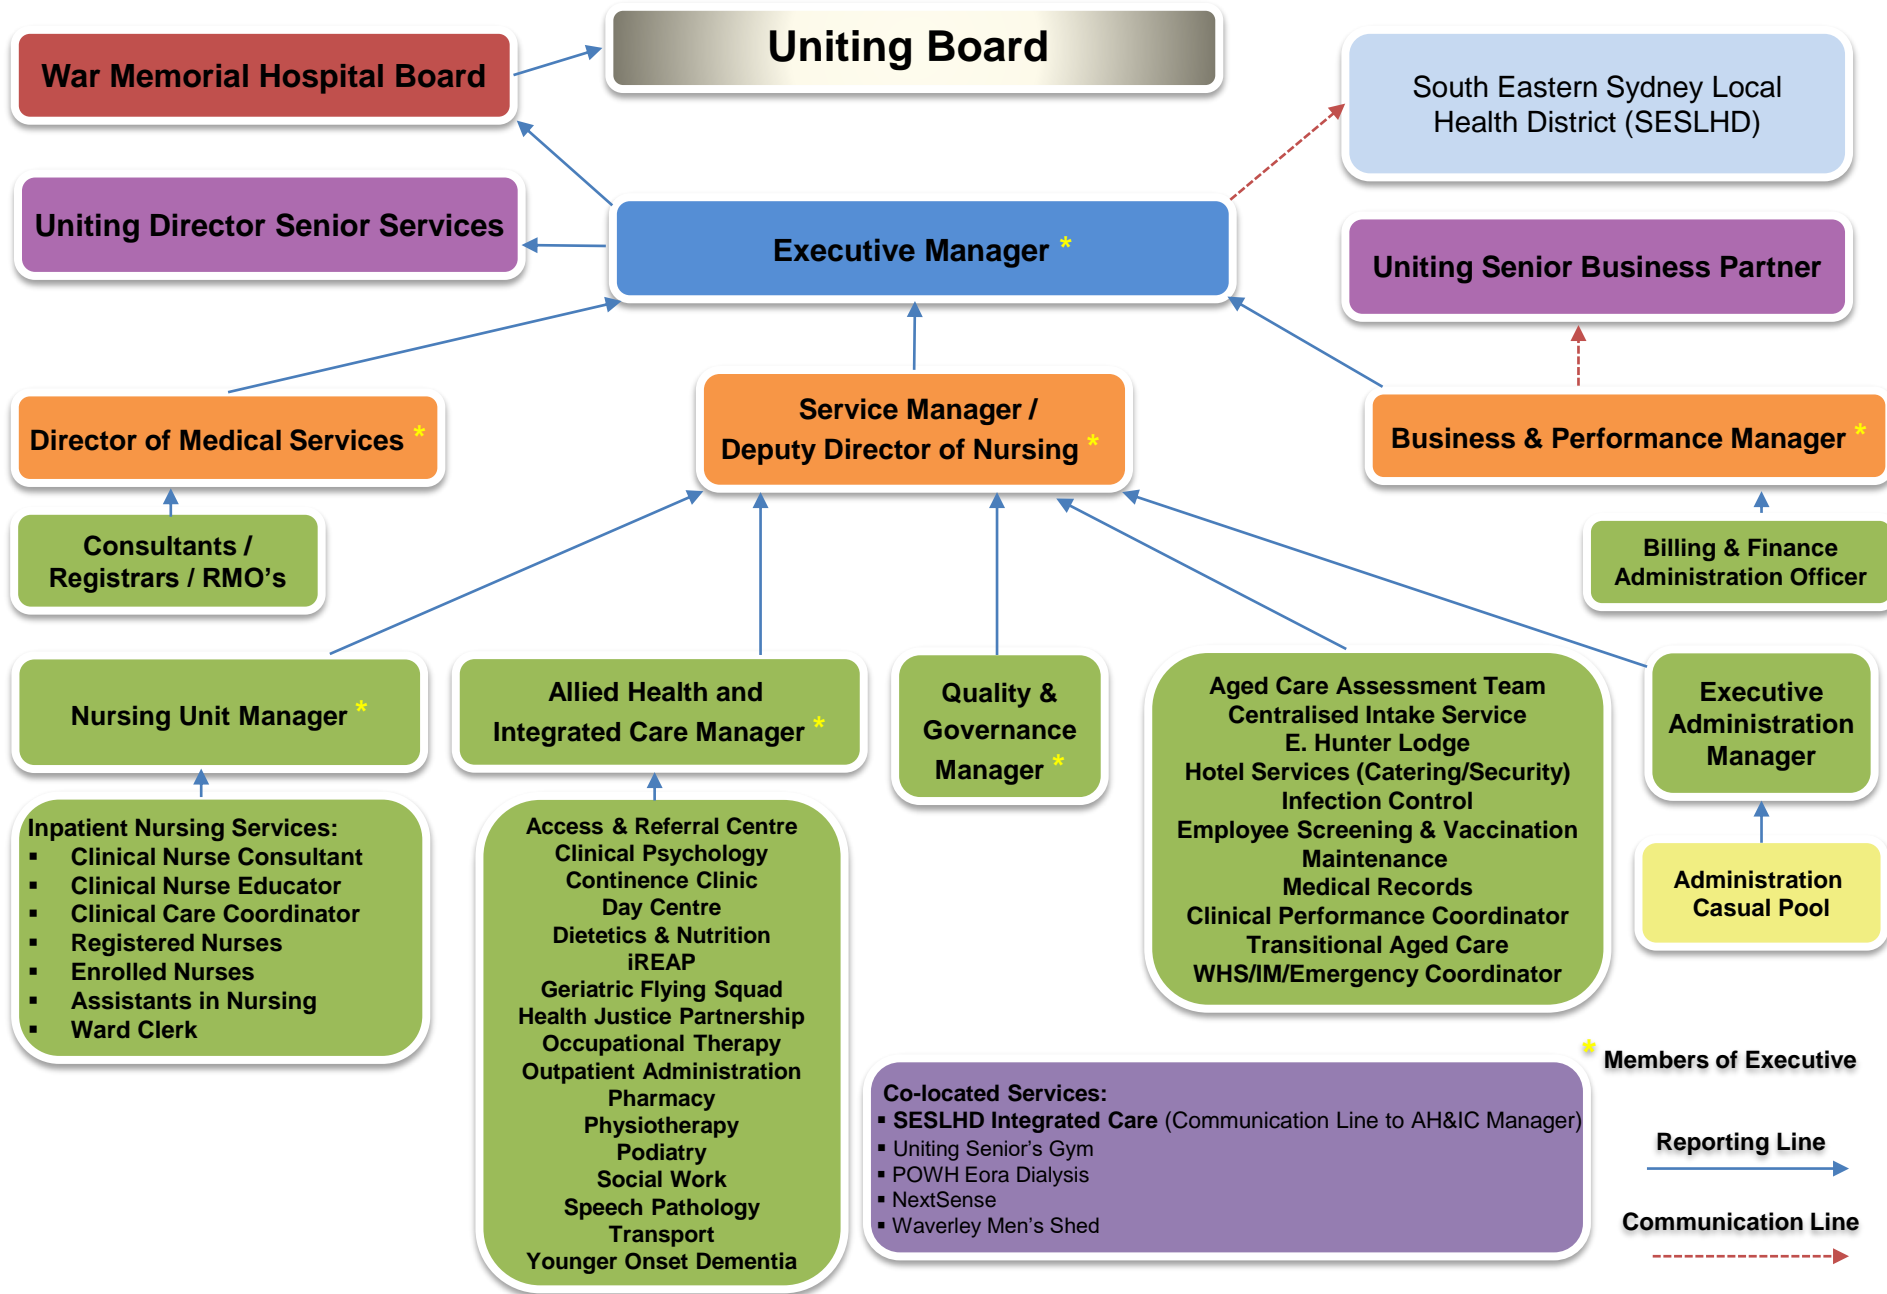 Uniting Board
War Memorial Hospital Board
South Eastern Sydney Local
Health District (SESLHD)
Uniting Director Senior Services
Executive Manager *
Uniting Senior Business Partner
Director of Medical Services *
Service Manager /
Deputy Director of Nursing *
Business & Performance Manager *
Consultants /
Registrars / RMO’s
Billing & Finance
Administration Officer
Nursing Unit Manager *
Allied Health and
Integrated Care Manager *
Quality &
Governance
Manager *
Aged Care Assessment Team
Centralised Intake Service
E. Hunter Lodge
Hotel Services (Catering/Security)
Infection Control
Employee Screening & Vaccination
Maintenance
Medical Records
Clinical Performance Coordinator
Transitional Aged Care
WHS/IM/Emergency Coordinator
Executive
Administration
Manager
Administration
Casual Pool
Inpatient Nursing Services:
▪ Clinical Nurse Consultant
▪ Clinical Nurse Educator
▪ Clinical Care Coordinator
▪ Registered Nurses
▪ Enrolled Nurses
▪ Assistants in Nursing
▪ Ward Clerk
Access & Referral Centre
Clinical Psychology
Continence Clinic
Day Centre
Dietetics & Nutrition
iREAP
Geriatric Flying Squad
Health Justice Partnership
Occupational Therapy
Outpatient Administration
Pharmacy
Physiotherapy
Podiatry
Social Work
Speech Pathology
Transport
Younger Onset Dementia
Co-located Services:
▪ SESLHD Integrated Care (Communication Line to AH&IC Manager)
▪ Uniting Senior’s Gym
▪ POWH Eora Dialysis
▪ NextSense
▪ Waverley Men’s Shed
* Members of Executive
Reporting Line
Communication Line